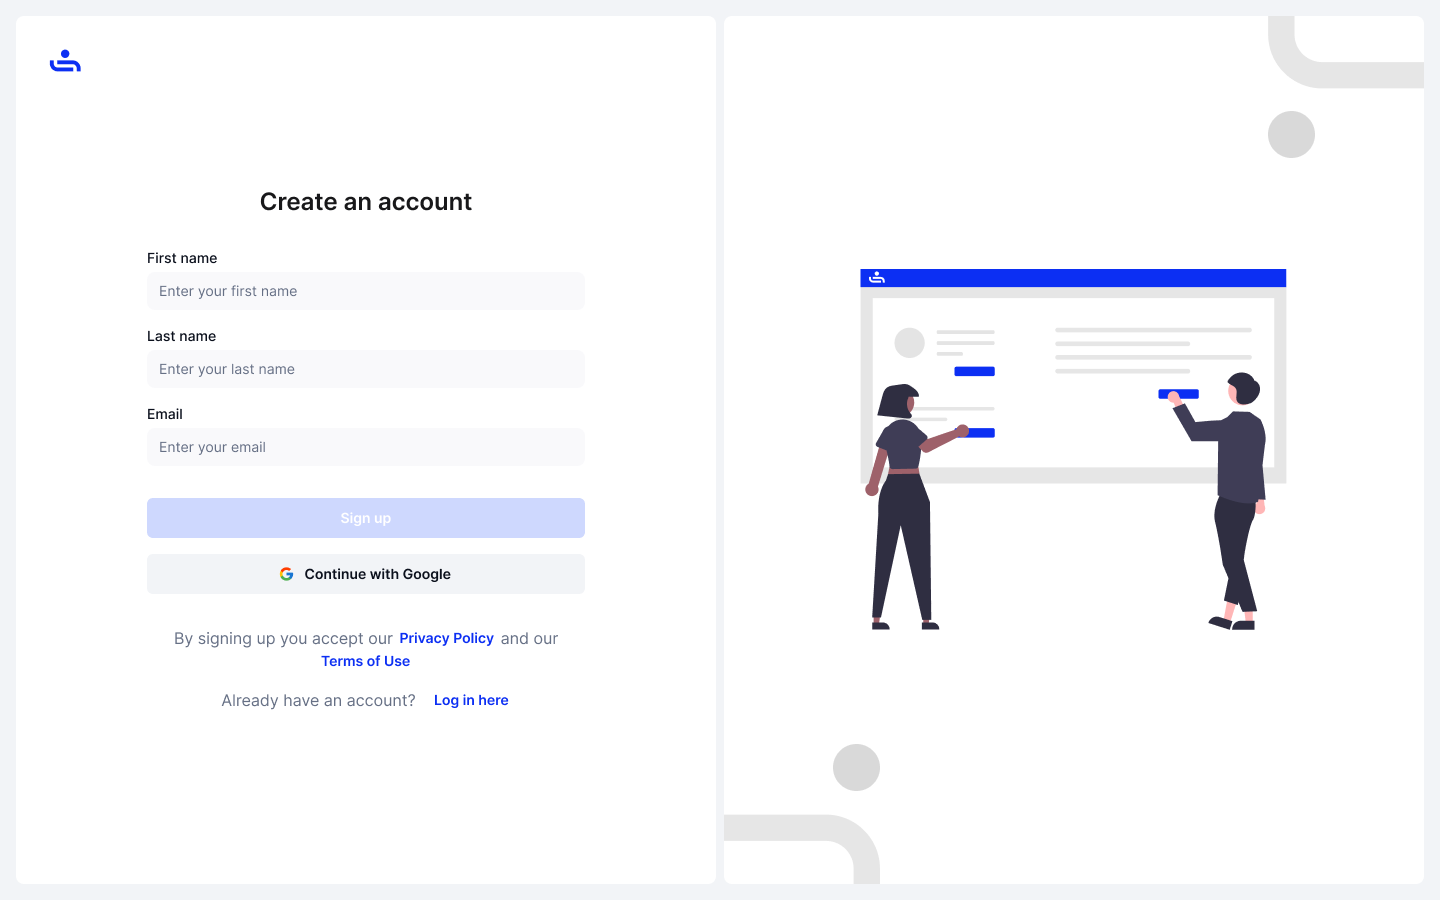 Create an account
First name
Enter your first name
Last name
Enter your last name
Email
Enter your email
Sign up
Continue with Google
By signing up you accept our Privacy Policy and our
Terms of Use
Already have an account? Log in here